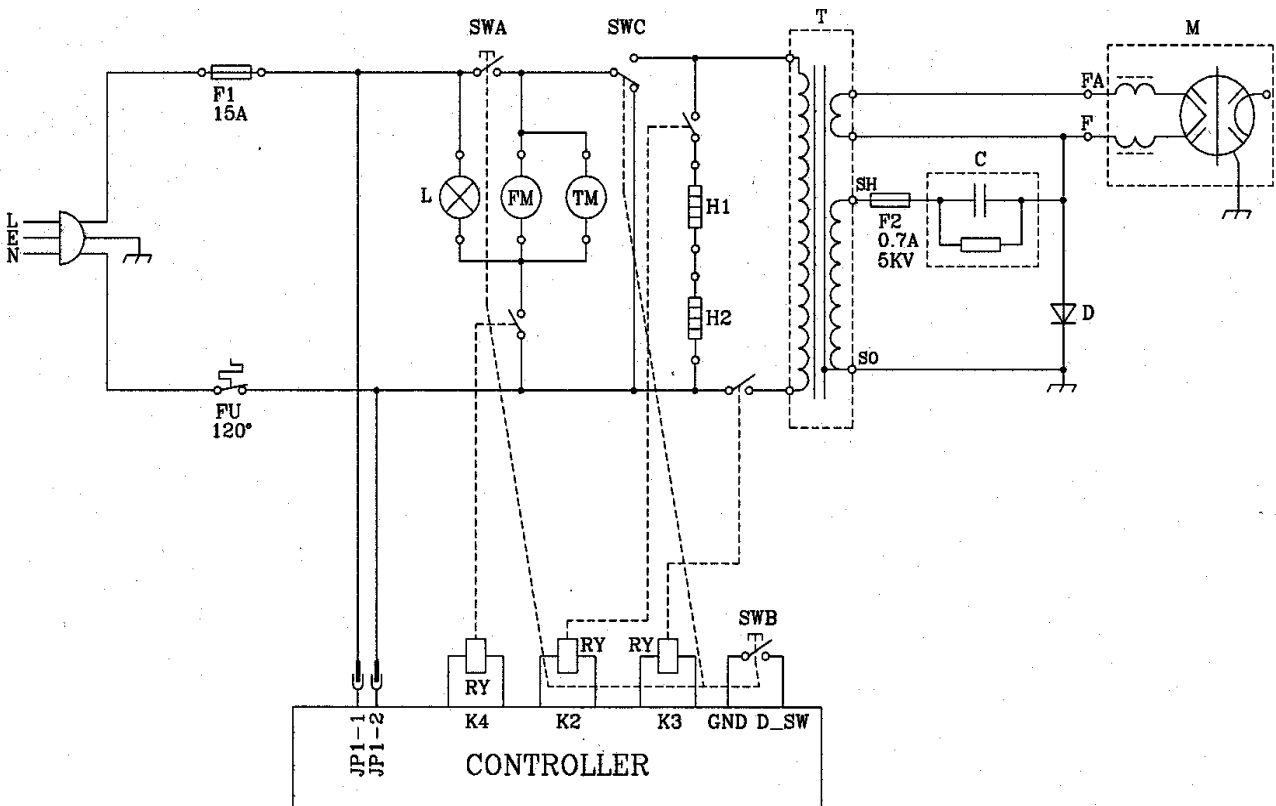 SWA
SWC
T
M
F1
15A
FA
F
L
FM
TM
H1
C
SH
F2
0.7A
5KV
L
E
N
H2
D
SO
FU
120°
SWB
RY
RY
RY
K4
K2
K3
GND
D_SW
JP1-1
JP1-2
CONTROLLER